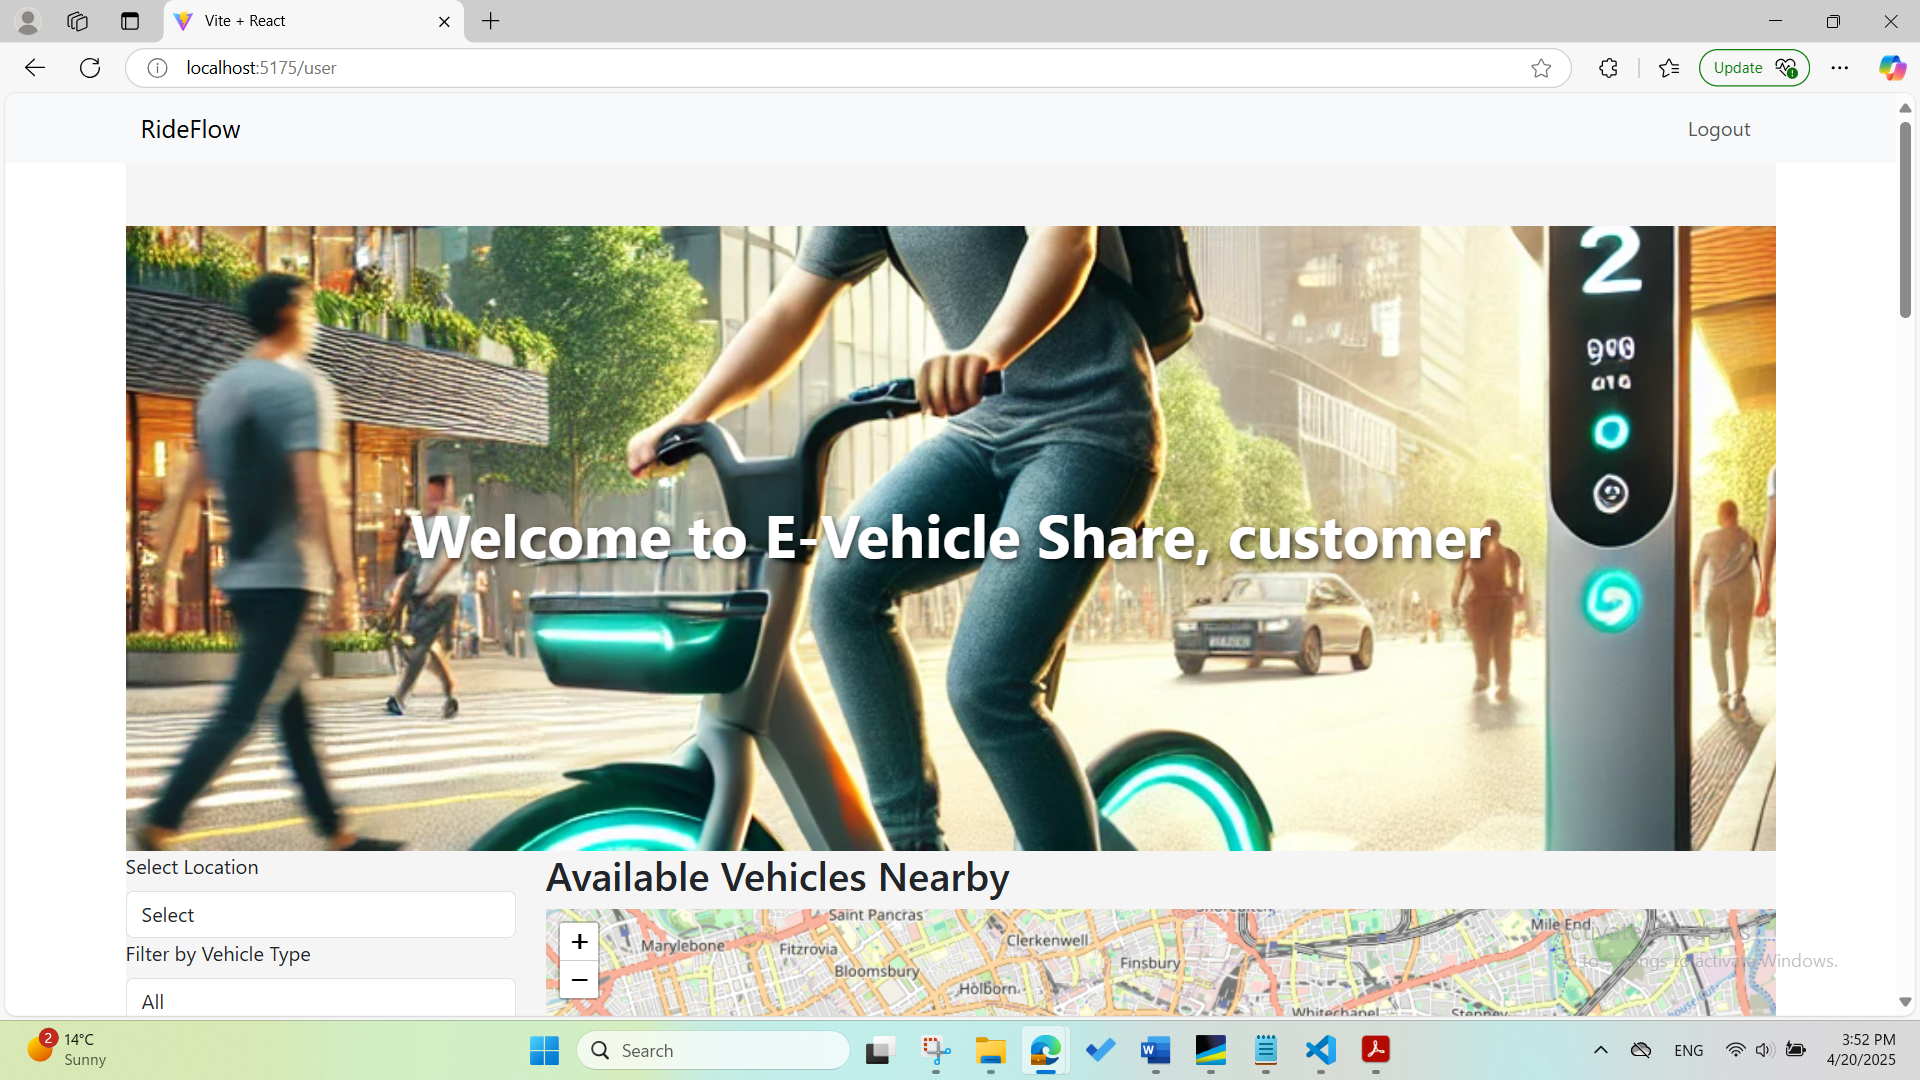 Vite + React
localhost:5175/user
Update
RideFlow
Logout
2
Welcome to E-Vehicle Share, customer
Select Location
Select
Filter by Vehicle Type
All
Available Vehicles Nearby
+
−
Saint Pancras
Marylebone
Fitzrovia
Bloomsbury
Holborn
Clerkenwell
Finsbury
Mile End
Whitechapel
Stepney
Activate Windows
Go to Settings to activate Windows.
2
14°C
Sunny
Search
ENG
3:52 PM
4/20/2025